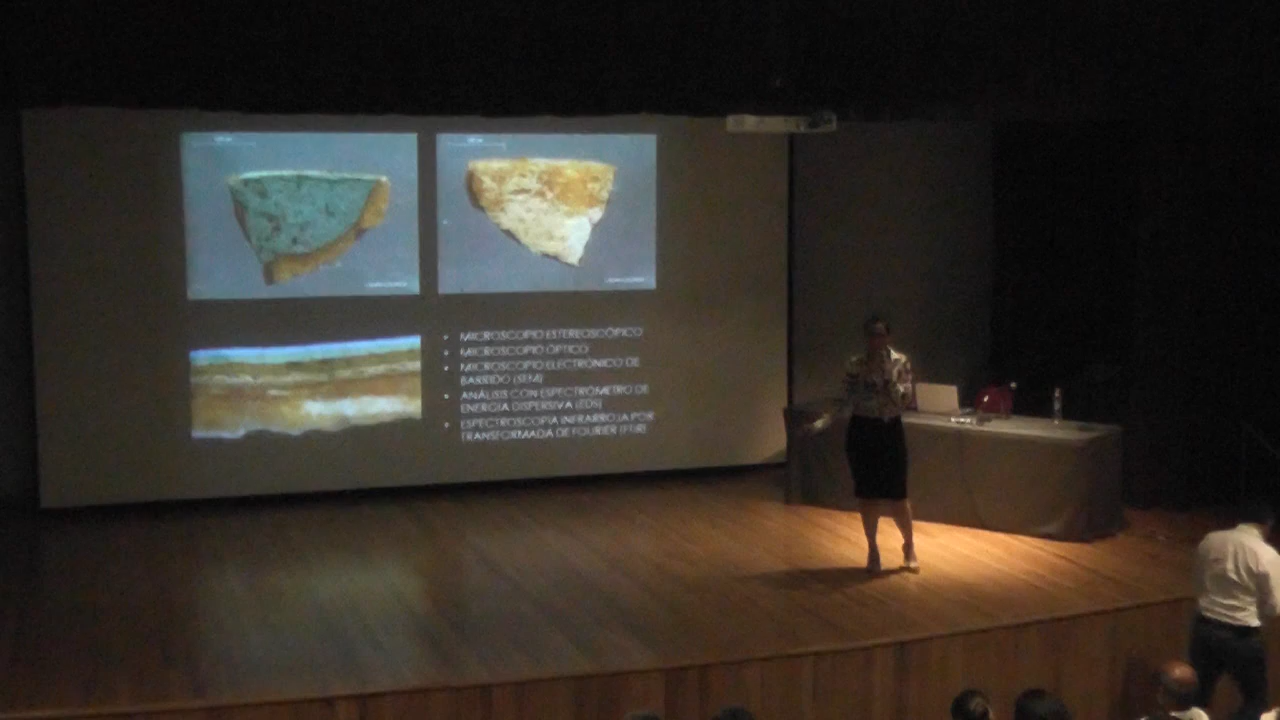 • MICROSCOPIO ESTEREOSCÓPICO
• MICROSCOPIO ÓPTICO
• MICROSCOPIO ELECTRÓNICO DE
BARRIDO (SEM)
• ANÁLISIS CON ESPECTRÓMETRO DE
ENERGÍA DISPERSIVA (EDS)
• ESPECTROSCOPÍA INFRARROJA POR
TRANSFORMADA DE FOURIER (FTIR)